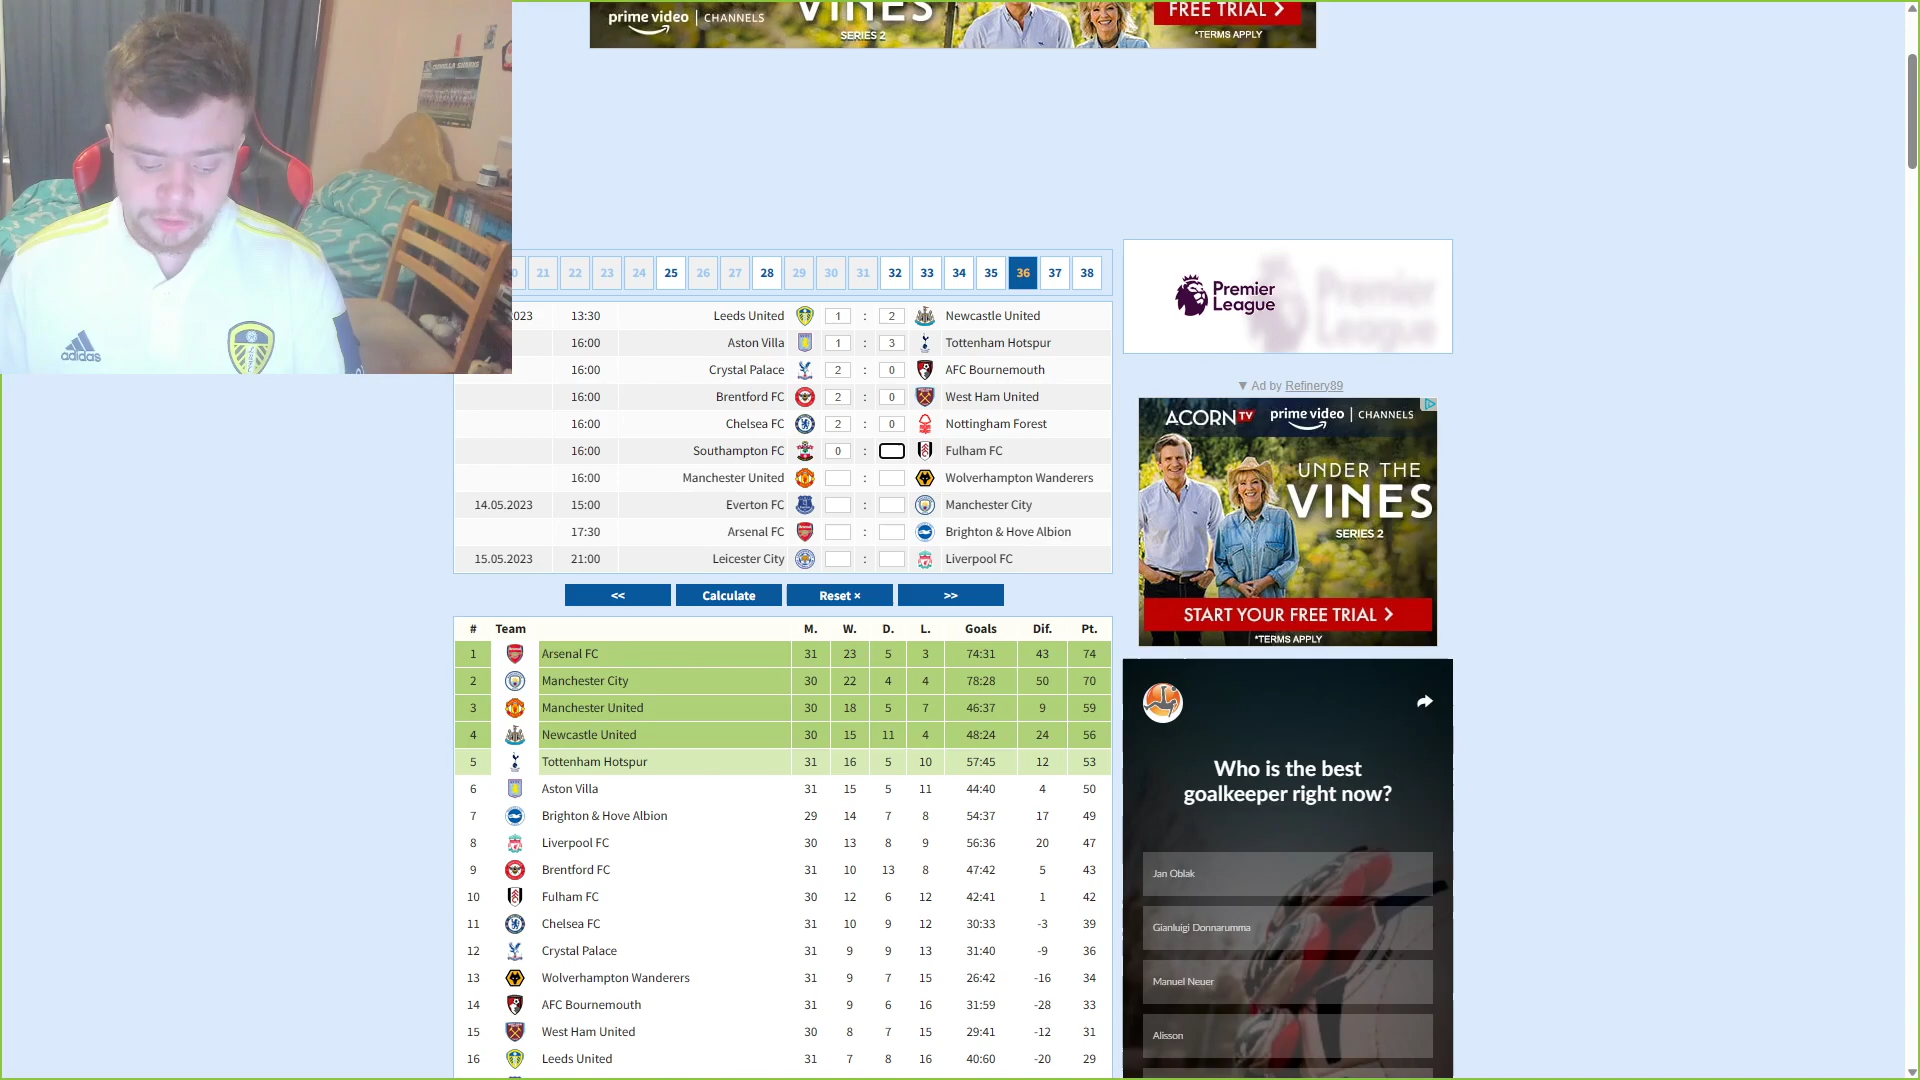 prime video | CHANNELS
VINES
SERIES 2
FREE TRIAL
*TERMS APPLY
adidas
21 22 23 24 25 26 27 28 29 30 31 32 33 34 35 36 37 38
023 13:30 Leeds United 1 : 2 Newcastle United
16:00 Aston Villa 1 : 3 Tottenham Hotspur
16:00 Crystal Palace 2 : 0 AFC Bournemouth
16:00 Brentford FC 2 : 0 West Ham United
16:00 Chelsea FC 2 : 0 Nottingham Forest
16:00 Southampton FC 0 : Fulham FC
16:00 Manchester United : Wolverhampton Wanderers
14.05.2023 15:00 Everton FC : Manchester City
17:30 Arsenal FC : Brighton & Hove Albion
15.05.2023 21:00 Leicester City : Liverpool FC
<< Calculate Reset × >>
# Team M. W. D. L. Goals Dif. Pt.
1 Arsenal FC 31 23 5 3 74:31 43 74
2 Manchester City 30 22 4 4 78:28 50 70
3 Manchester United 30 18 5 7 46:37 9 59
4 Newcastle United 30 15 11 4 48:24 24 56
5 Tottenham Hotspur 31 16 5 10 57:45 12 53
6 Aston Villa 31 15 5 11 44:40 4 50
7 Brighton & Hove Albion 29 14 7 8 54:37 17 49
8 Liverpool FC 30 13 8 9 56:36 20 47
9 Brentford FC 31 10 13 8 47:42 5 43
10 Fulham FC 30 12 6 12 42:41 1 42
11 Chelsea FC 31 10 9 12 30:33 -3 39
12 Crystal Palace 31 9 9 13 31:40 -9 36
13 Wolverhampton Wanderers 31 9 7 15 26:42 -16 34
14 AFC Bournemouth 31 9 6 16 31:59 -28 33
15 West Ham United 30 8 7 15 29:41 -12 31
16 Leeds United 31 7 8 16 40:60 -20 29
Premier
League
Premier
League
▼ Ad by Refinery89
ACORN TV prime video | CHANNELS
UNDER THE
VINES
SERIES 2
START YOUR FREE TRIAL
*TERMS APPLY
Who is the best
goalkeeper right now?
Jan Oblak
Gianluigi Donnarumma
Manuel Neuer
Alisson